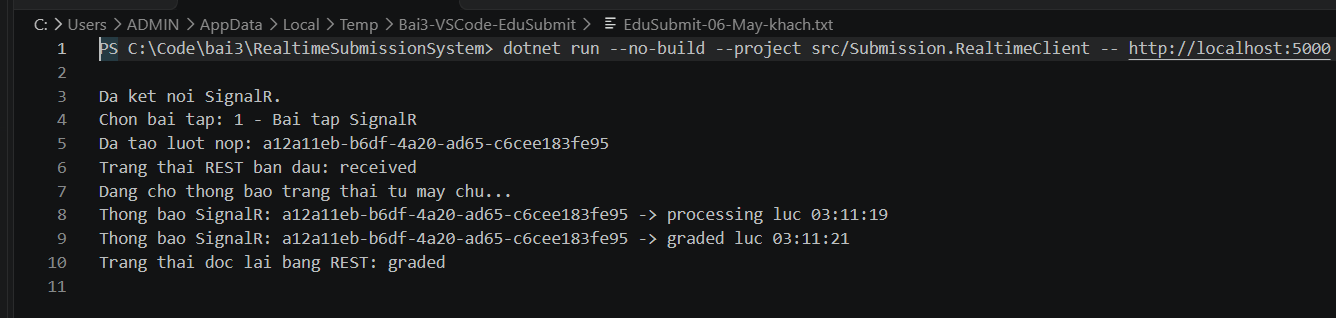 C: > Users > ADMIN > AppData > Local > Temp > Bai3-VSCode-EduSubmit > EduSubmit-06-May-khach.txt
1 PS C:\Code\bai3\RealtimeSubmissionSystem> dotnet run --no-build --project src/Submission.RealtimeClient -- http://localhost:5000
2
3 Da ket noi SignalR.
4 Chon bai tap: 1 - Bai tap SignalR
5 Da tao luot nop: a12a11eb-b6df-4a20-ad65-c6cee183fe95
6 Trang thai REST ban dau: received
7 Dang cho thong bao trang thai tu may chu...
8 Thong bao SignalR: a12a11eb-b6df-4a20-ad65-c6cee183fe95 -> processing luc 03:11:19
9 Thong bao SignalR: a12a11eb-b6df-4a20-ad65-c6cee183fe95 -> graded luc 03:11:21
10 Trang thai doc lai bang REST: graded
11